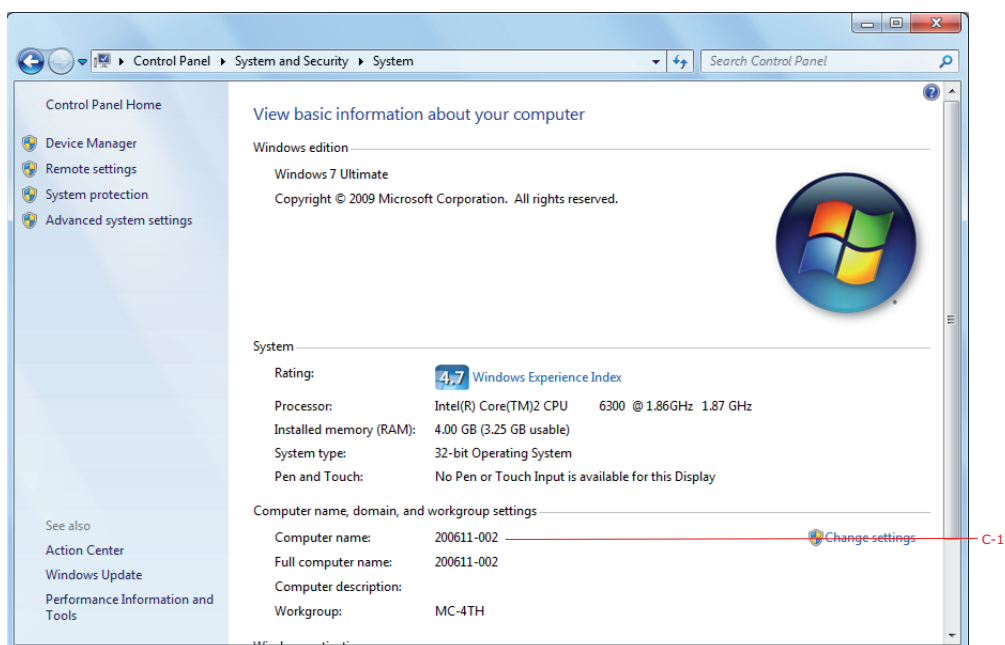 Control Panel ▸ System and Security ▸ System
Search Control Panel
Control Panel Home
Device Manager
Remote settings
System protection
Advanced system settings
See also
Action Center
Windows Update
Performance Information and
Tools
View basic information about your computer
Windows edition
Windows 7 Ultimate
Copyright © 2009 Microsoft Corporation. All rights reserved.
System
Rating: 4.7 Windows Experience Index
Processor: Intel(R) Core(TM)2 CPU 6300 @ 1.86GHz 1.87 GHz
Installed memory (RAM): 4.00 GB (3.25 GB usable)
System type: 32-bit Operating System
Pen and Touch: No Pen or Touch Input is available for this Display
Computer name, domain, and workgroup settings
Computer name: 200611-002 Change settings C-1
Full computer name: 200611-002
Computer description:
Workgroup: MC-4TH